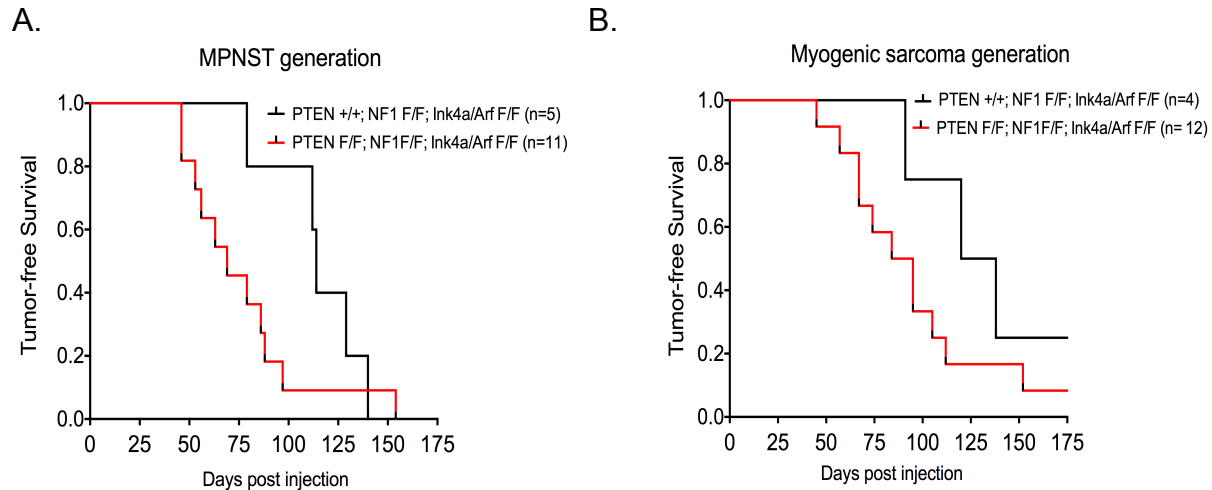 A.
MPNST generation
PTEN +/+; NF1 F/F; Ink4a/Arf F/F (n=5)
PTEN F/F; NF1F/F; Ink4a/Arf F/F (n=11)
Tumor-free Survival
1.0
0.8
0.6
0.4
0.2
0.0
0 25 50 75 100 125 150 175
Days post injection
B.
Myogenic sarcoma generation
PTEN +/+; NF1 F/F; Ink4a/Arf F/F (n=4)
PTEN F/F; NF1F/F; Ink4a/Arf F/F (n= 12)
Tumor-free Survival
1.0
0.8
0.6
0.4
0.2
0.0
0 25 50 75 100 125 150 175
Days post injection